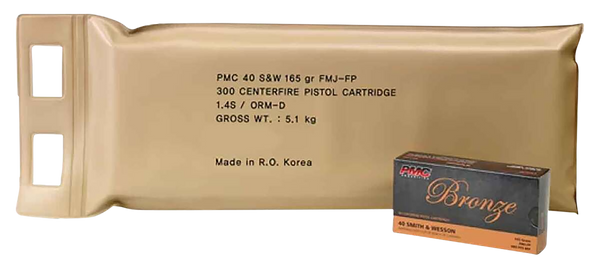 PMC 40 S&W 165 gr FMJ-FP
300 CENTERFIRE PISTOL CARTRIDGE
1.4S / ORM-D
GROSS WT. : 5.1 kg
Made in R.O. Korea
PMC
Bronze
40 SMITH & WESSON